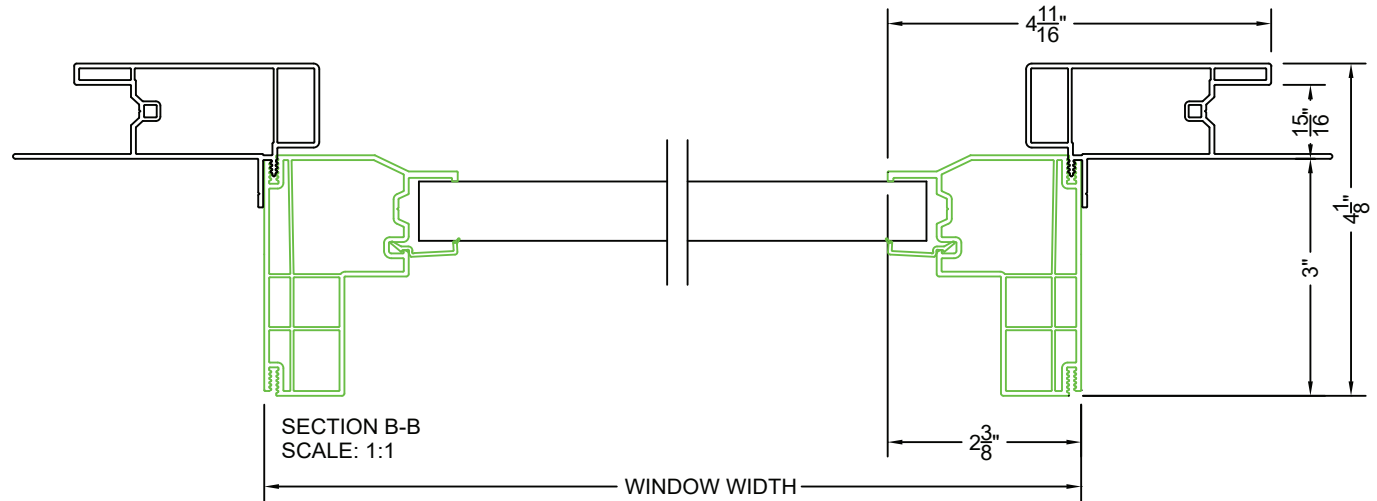 4 11/16"
15/16"
4 1/8"
3"
SECTION B-B
SCALE: 1:1
2 3/8"
WINDOW WIDTH